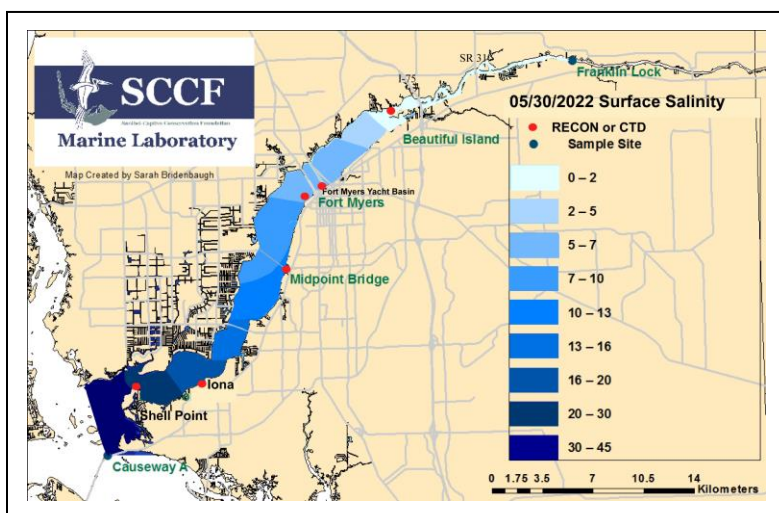 SCCF
Marine Laboratory
Map Created by Sarah Bridenbaugh
I-75
SR 31
Franklin Lock
05/30/2022 Surface Salinity
RECON or CTD
Sample Site
Beautiful Island
Fort Myers Yacht Basin
Fort Myers
Midpoint Bridge
Iona
Shell Point
Causeway A
0 – 2
2 – 5
5 – 7
7 – 10
10 – 13
13 – 16
16 – 20
20 – 30
30 – 45
0 1.75 3.5 7 10.5 14
Kilometers